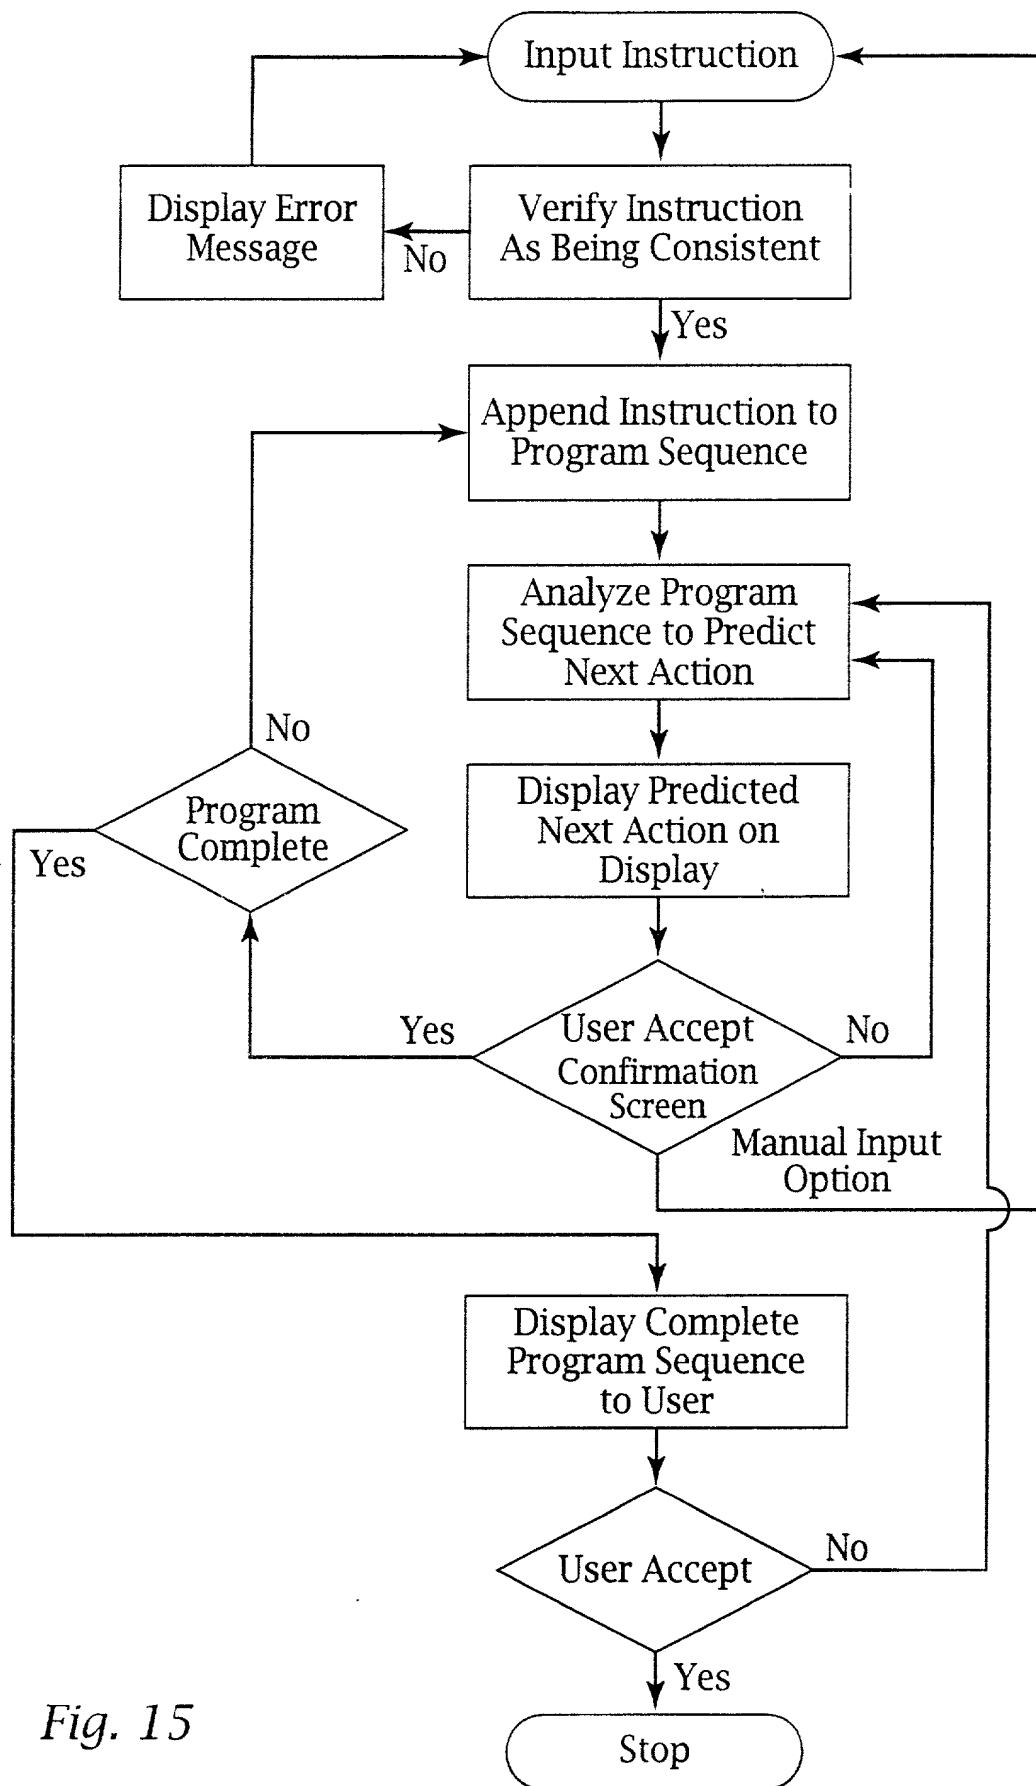 Input Instruction
Display Error
Message
No
Verify Instruction
As Being Consistent
Yes
Append Instruction to
Program Sequence
Analyze Program
Sequence to Predict
Next Action
No
Program
Complete
Yes
Display Predicted
Next Action on
Display
Yes
User Accept
Confirmation
Screen
No
Manual Input
Option
Display Complete
Program Sequence
to User
User Accept
No
Yes
Stop
Fig. 15